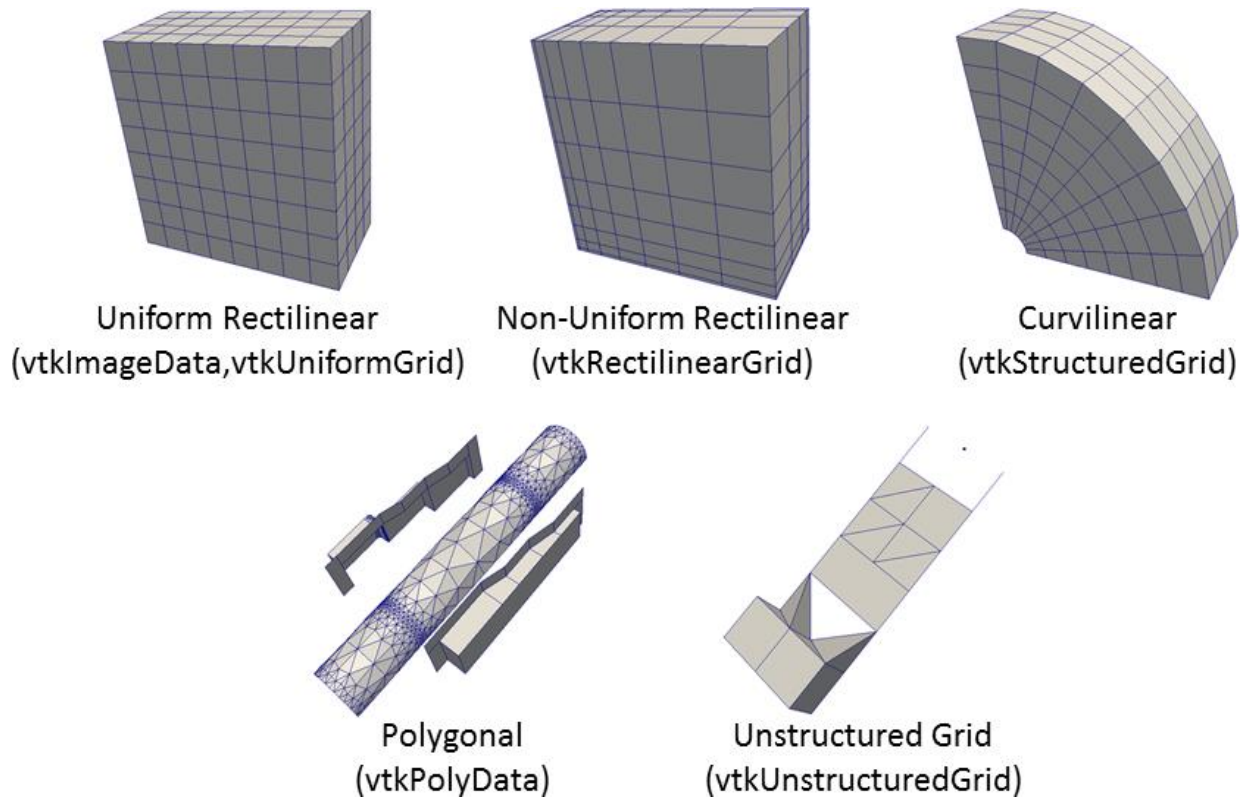 Uniform Rectilinear
(vtkImageData,vtkUniformGrid)
Non-Uniform Rectilinear
(vtkRectilinearGrid)
Curvilinear
(vtkStructuredGrid)
Polygonal
(vtkPolyData)
Unstructured Grid
(vtkUnstructuredGrid)